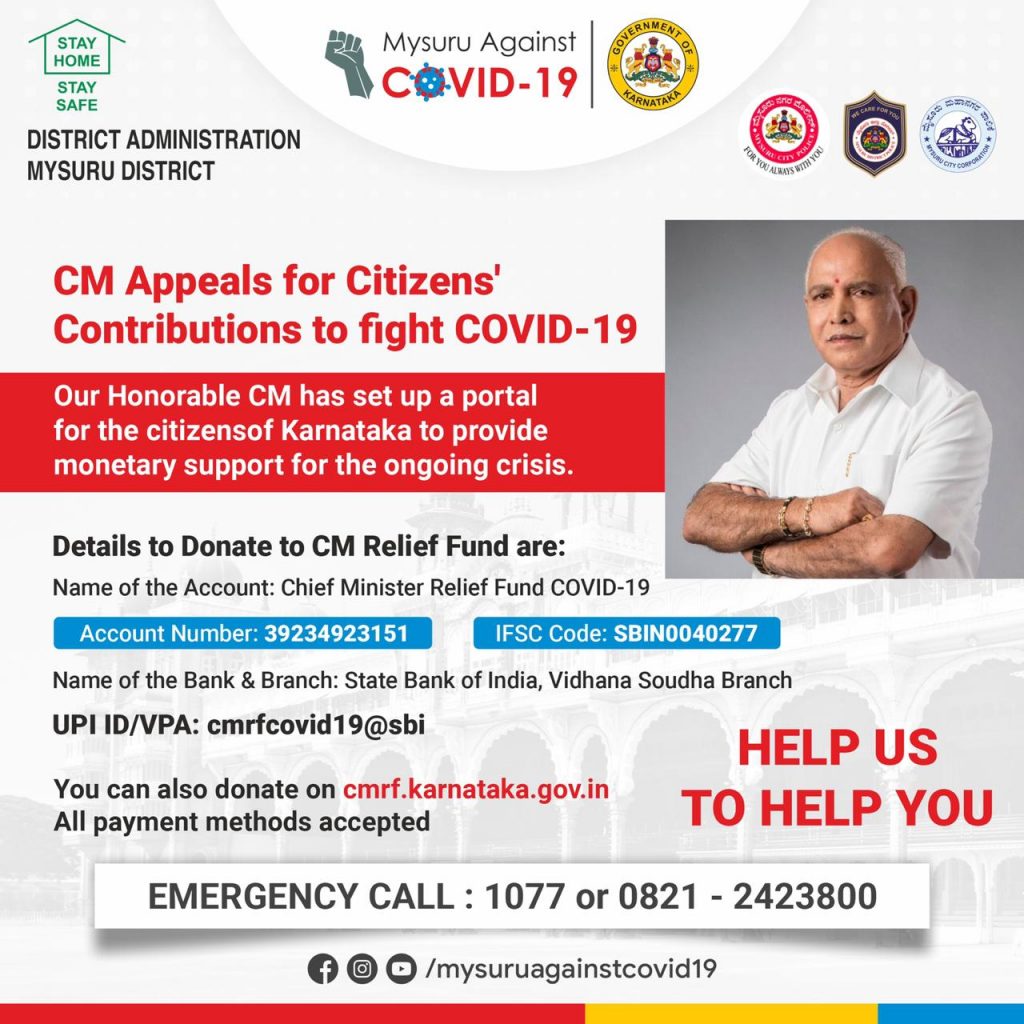 STAY
HOME
STAY
SAFE
DISTRICT ADMINISTRATION
MYSURU DISTRICT
Mysuru Against
COVID-19
GOVERNMENT OF
KARNATAKA
ಮೈಸೂರು ನಗರ ಪೊಲೀಸ್
MYSURU CITY POLICE
FOR YOU ALWAYS WITH YOU
WE CARE FOR YOU
ಮೈಸೂರು ಮಹಾನಗರ ಪಾಲಿಕೆ
MYSURU CITY CORPORATION
CM Appeals for Citizens'
Contributions to fight COVID-19
Our Honorable CM has set up a portal
for the citizensof Karnataka to provide
monetary support for the ongoing crisis.
Details to Donate to CM Relief Fund are:
Name of the Account: Chief Minister Relief Fund COVID-19
Account Number: 39234923151 IFSC Code: SBIN0040277
Name of the Bank & Branch: State Bank of India, Vidhana Soudha Branch
UPI ID/VPA: cmrfcovid19@sbi
You can also donate on cmrf.karnataka.gov.in
All payment methods accepted
HELP US
TO HELP YOU
EMERGENCY CALL : 1077 or 0821 - 2423800
/mysuruagainstcovid19